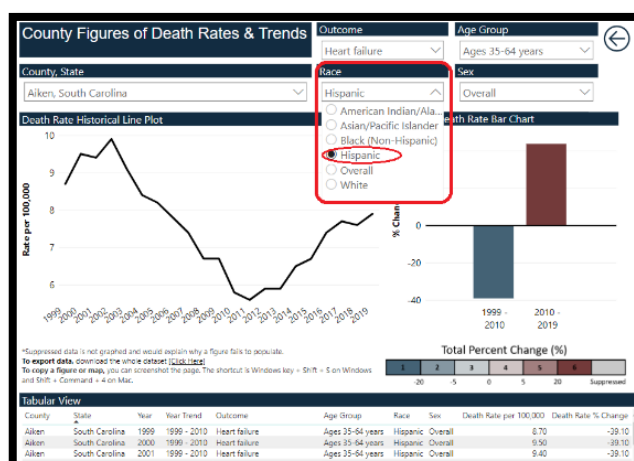 County Figures of Death Rates & Trends
Outcome
Age Group
Heart failure
Ages 35-64 years
County, State
Race
Sex
Aiken, South Carolina
Hispanic
Overall
American Indian/Ala...
Asian/Pacific Islander
Black (Non-Hispanic)
Hispanic
Overall
White
Death Rate Historical Line Plot
eath Rate Bar Chart
Rate per 100,000
10
9
8
7
6
1999 2000 2001 2002 2003 2004 2005 2006 2007 2008 2009 2010 2011 2012 2013 2014 2015 2016 2017 2018 2019
% Chan
0
-20
-40
1999 - 2010
2010 - 2019
*Suppressed data is not graphed and would explain why a figure fails to populate.
To export data, download the whole dataset [Click Here]
To copy a figure or map, you can screenshot the page. The shortcut is Windows key + Shift + S on Windows
and Shift + Command + 4 on Mac.
Total Percent Change (%)
1 2 3 4 5 6
-20 -5 0 5 20 Suppressed
Tabular View
County State Year Year Trend Outcome Age Group Race Sex Death Rate per 100,000 Death Rate % Change
Aiken South Carolina 1999 1999 - 2010 Heart failure Ages 35-64 years Hispanic Overall 8.70 -39.10
Aiken South Carolina 2000 1999 - 2010 Heart failure Ages 35-64 years Hispanic Overall 9.50 -39.10
Aiken South Carolina 2001 1999 - 2010 Heart failure Ages 35-64 years Hispanic Overall 9.40 -39.10